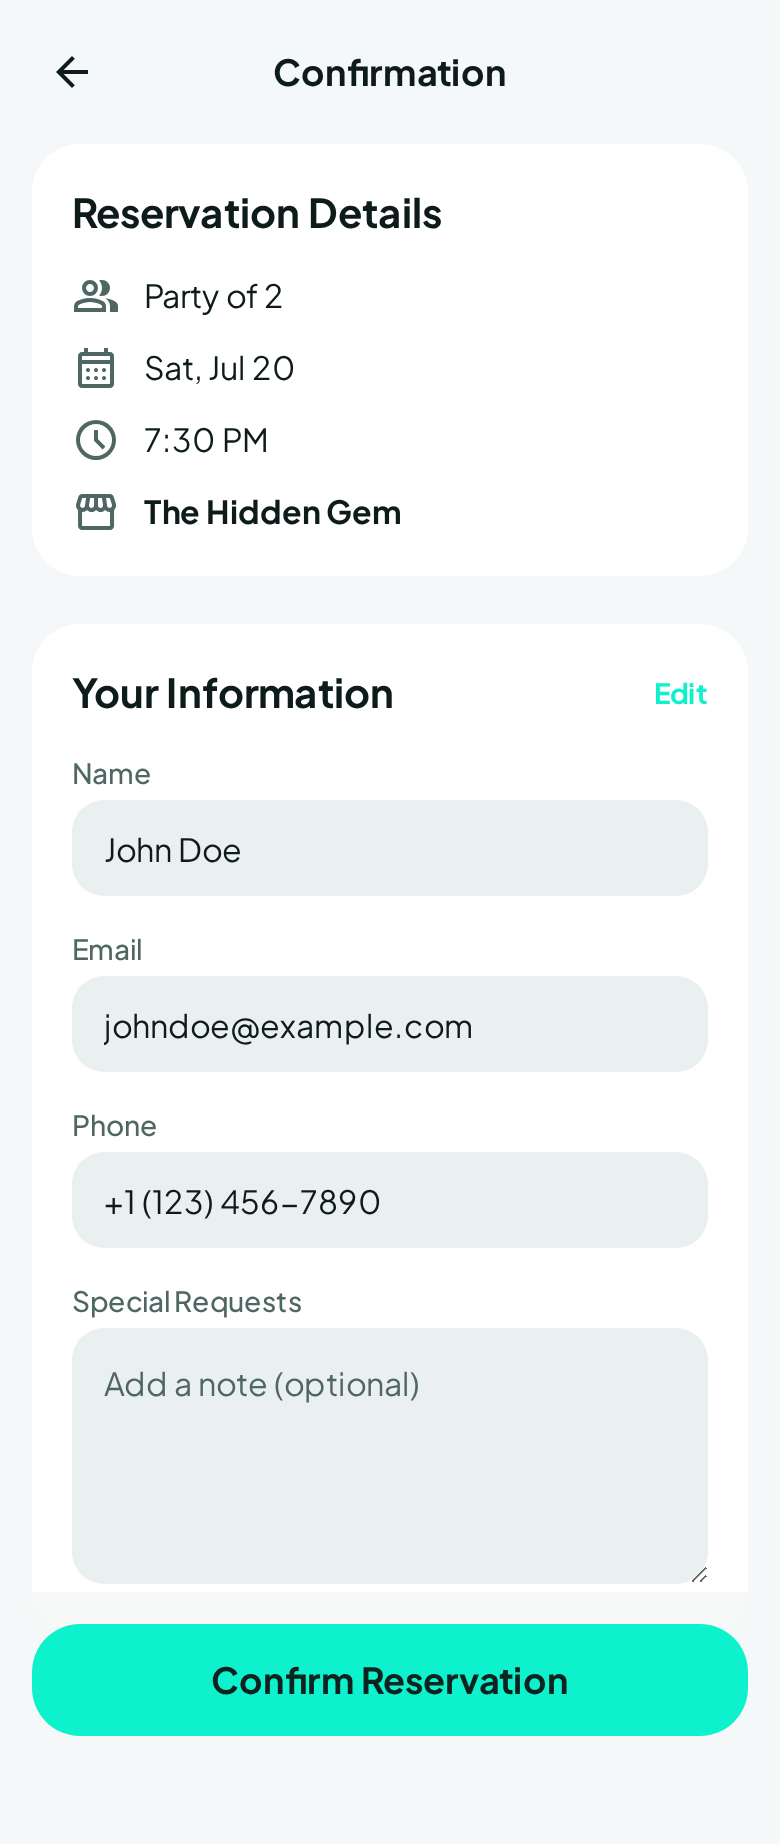 Confirmation
Reservation Details
Party of 2
Sat, Jul 20
7:30 PM
The Hidden Gem
Your Information
Edit
Name
John Doe
Email
johndoe@example.com
Phone
+1 (123) 456-7890
Special Requests
Add a note (optional)
Confirm Reservation